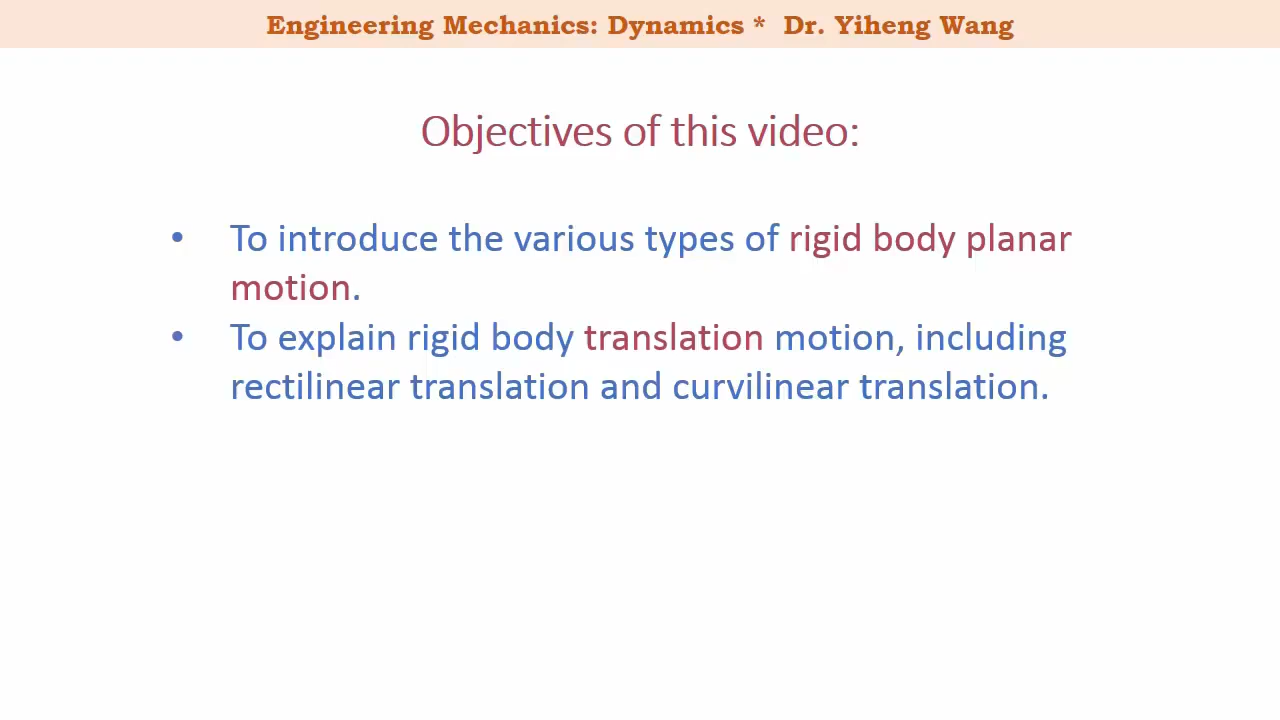 Engineering Mechanics: Dynamics * Dr. Yiheng Wang
Objectives of this video:
• To introduce the various types of rigid body planar
motion.
• To explain rigid body translation motion, including
rectilinear translation and curvilinear translation.